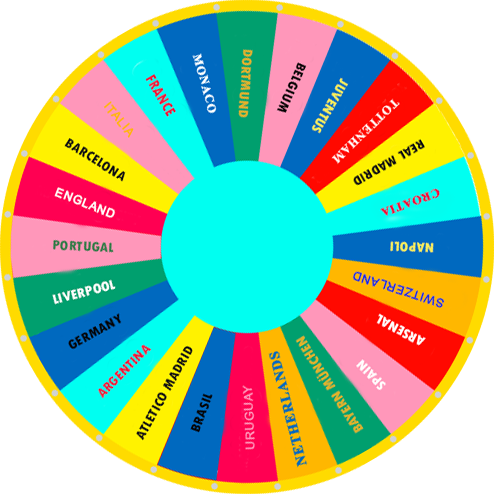 DORTMUND
BELGIUM
JUVENTUS
TOTTENHAM
REAL MADRID
CROATIA
NAPOLI
SWITZERLAND
ARSENAL
SPAIN
BAYERN MÜNCHEN
NETHERLANDS
URUGUAY
BRASIL
ATLETICO MADRID
ARGENTINA
GERMANY
LIVERPOOL
PORTUGAL
ENGLAND
BARCELONA
ITALIA
FRANCE
MONACO